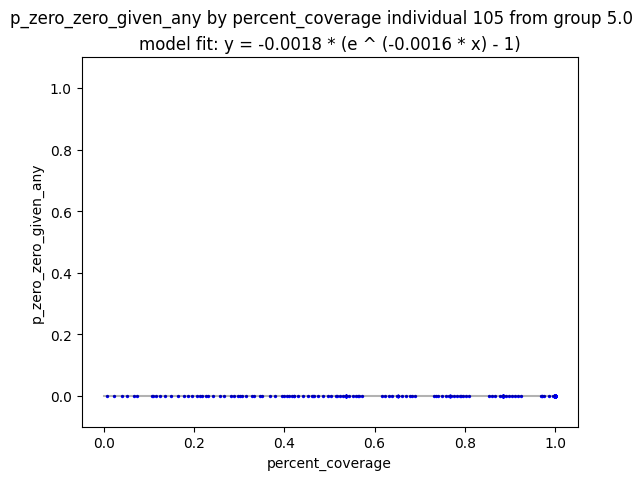 p_zero_zero_given_any by percent_coverage individual 105 from group 5.0
model fit: y = -0.0018 * (e ^ (-0.0016 * x) - 1)
1.0
0.8
0.6
0.4
0.2
0.0
p_zero_zero_given_any
0.0 0.2 0.4 0.6 0.8 1.0
percent_coverage